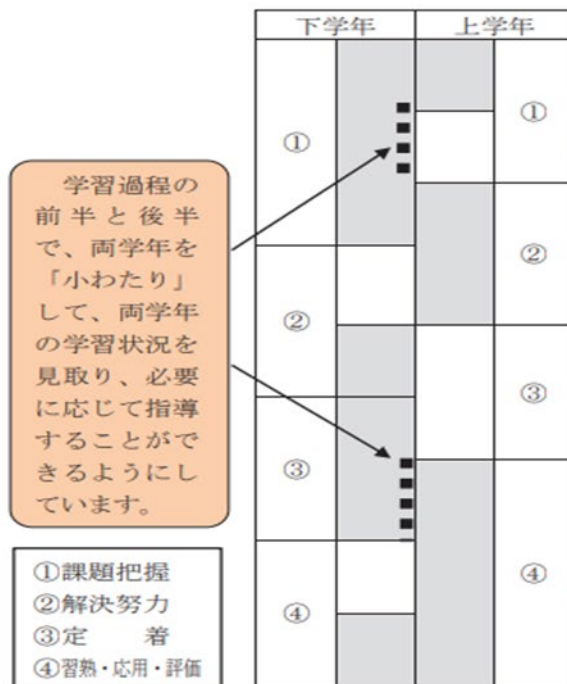 下学年 上学年
①
①
学習過程の
前半と後半
で、両学年を
「小わたり」
して、両学年
の学習状況を
見取り、必要
に応じて指導
することがで
きるようにし
ています。
②
②
③
③
④
④
①課題把握
②解決努力
③定　着
④習熟・応用・評価